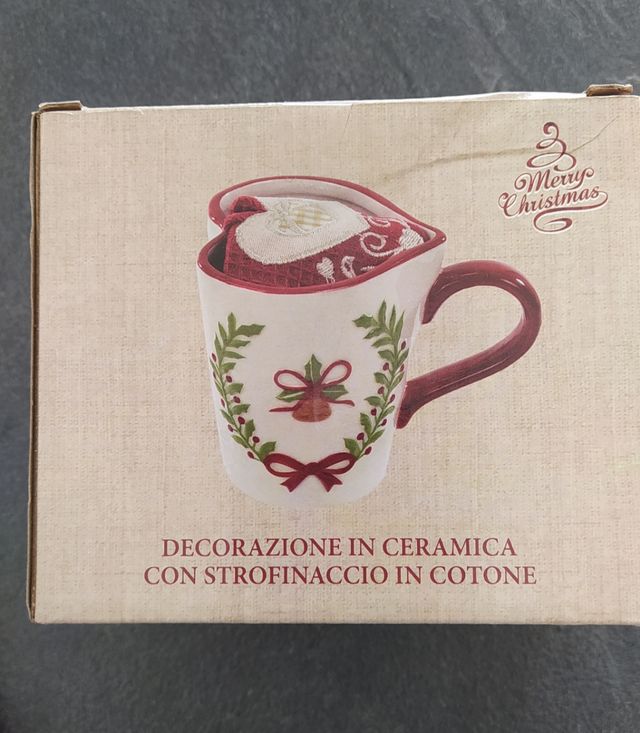 Merry
Christmas
DECORAZIONE IN CERAMICA
CON STROFINACCIO IN COTONE